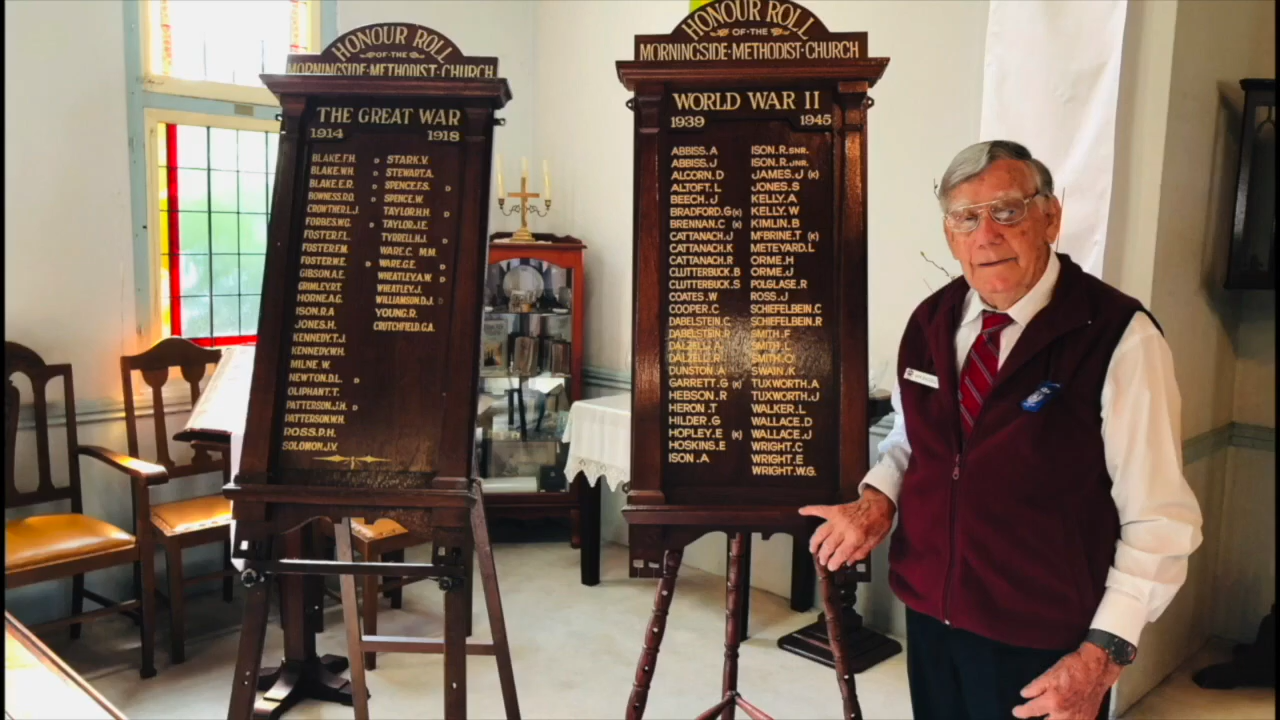 HONOUR ROLL
OF THE
MORNINGSIDE·METHODIST·CHURCH
THE GREAT WAR
1914 1918
BLAKE.F.H.
BLAKE.W.H. D
BLAKE.E.R. D
BOWNESS.R.O. D
CROWTHER.L.J.
FORBES.W.G. D
FOSTER.F.L.
FOSTER.F.M.
FOSTER.W.E. D
GIBSON.A.E.
GRIMLEY.P.T.
HORNE.A.G.
ISON.R.A
JONES.H.
KENNEDY.T.J.
KENNEDY.W.H.
MILNE.W.
NEWTON.D.L. D
OLIPHANT.T.
PATTERSON.J.H. D
PATTERSON.W.H.
ROSS.P.H.
SOLOMON.J.V.
STARK.V.
STEWART.A.
SPENCE.F.S. D
SPENCE.W.
TAYLOR.H.H. D
TAYLOR.J.E.
TYRRELL.H.J. D
WARE.C. M.M.
WARE.G.E. D
WHEATLEY.A.W. D
WHEATLEY.J.
WILLIAMSON.D.J. D
YOUNG.R.
CRUTCHFIELD.G.A.
HONOUR ROLL
OF THE
MORNINGSIDE·METHODIST·CHURCH
WORLD WAR II
1939 1945
ABBISS.A
ABBISS.J
ALCORN.D
ALTOFT.L
BEECH.J
BRADFORD.G (K)
BRENNAN.C (K)
CATTANACH.J
CATTANACH.K
CATTANACH.R
CLUTTERBUCK.B
CLUTTERBUCK.S
COATES.W
COOPER.C
DABELSTEIN.C
DABELSTEIN.R
DALZELL.A
DALZELL.R
DUNSTON.A
GARRETT.G (K)
HEBSON.R
HERON.T
HILDER.G
HOPLEY.E (K)
HOSKINS.E
ISON.A
ISON.R.SNR.
ISON.R.JNR.
JAMES.J (K)
JONES.S
KELLY.A
KELLY.W
KIMLIN.B
McBRINE.T (K)
METEYARD.L
ORME.H
ORME.J
POLGLASE.R
ROSS.J
SCHIEFELBEIN.C
SCHIEFELBEIN.R
SMITH.F
SMITH.L
SMITH.O
SWAIN.K
TUXWORTH.A
TUXWORTH.J
WALKER.L
WALLACE.D
WALLACE.J
WRIGHT.C
WRIGHT.E
WRIGHT.W.G.